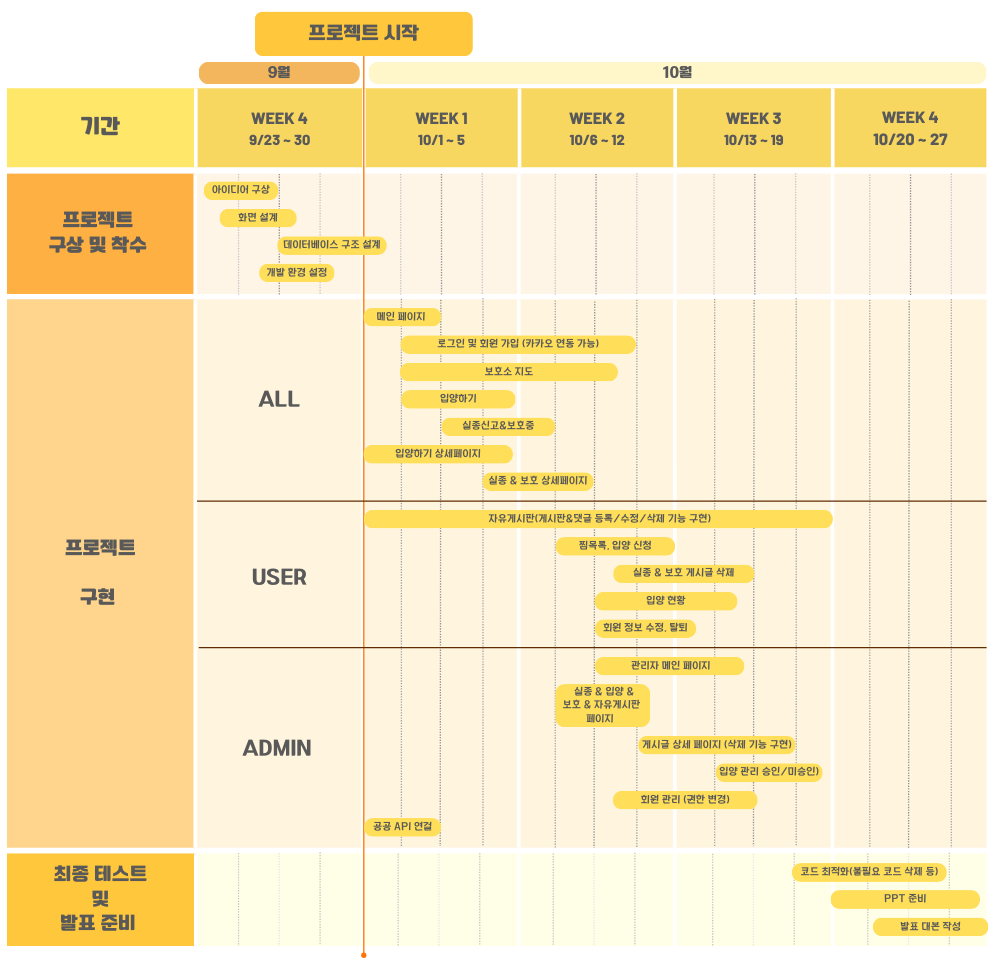 프로젝트 시작
9월
10월
기간
WEEK 4
9/23 ~ 30
WEEK 1
10/1 ~ 5
WEEK 2
10/6 ~ 12
WEEK 3
10/13 ~ 19
WEEK 4
10/20 ~ 27
프로젝트
구상 및 착수
아이디어 구상
화면 설계
데이터베이스 구조 설계
개발 환경 설정
프로젝트
구현
ALL
메인 페이지
로그인 및 회원 가입 (카카오 연동 가능)
보호소 지도
입양하기
실종신고&보호중
입양하기 상세페이지
실종 & 보호 상세페이지
USER
자유게시판(게시판&댓글 등록/수정/삭제 기능 구현)
찜목록, 입양 신청
실종 & 보호 게시글 삭제
입양 현황
회원 정보 수정, 탈퇴
ADMIN
관리자 메인 페이지
실종 & 입양 &
보호 & 자유게시판
페이지
게시글 상세 페이지 (삭제 기능 구현)
입양 관리 승인/미승인)
회원 관리 (권한 변경)
공공 API 연결
최종 테스트
및
발표 준비
코드 최적화(불필요 코드 삭제 등)
PPT 준비
발표 대본 작성